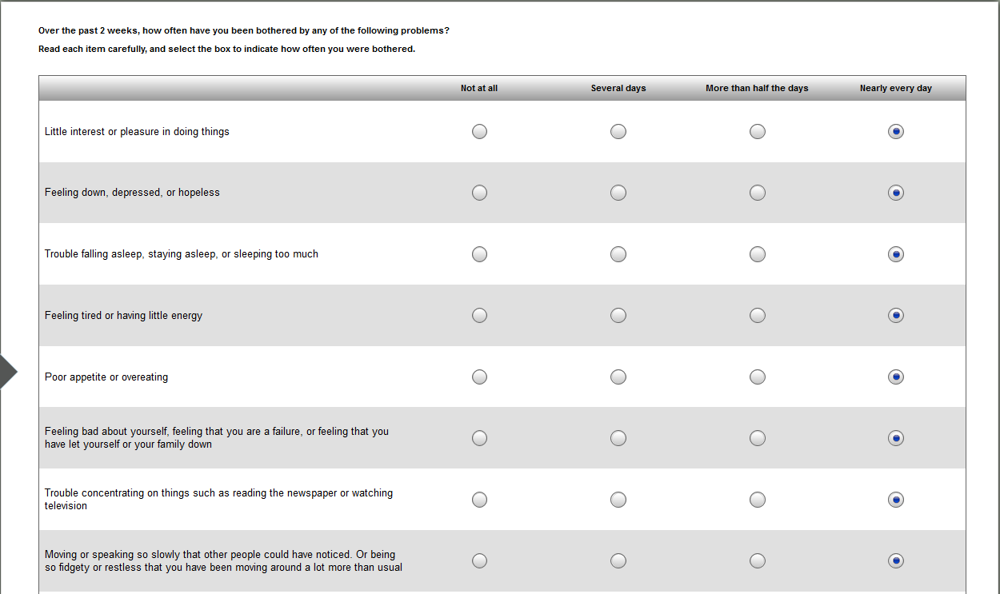 Over the past 2 weeks, how often have you been bothered by any of the following problems?
Read each item carefully, and select the box to indicate how often you were bothered.
Not at all Several days More than half the days Nearly every day
Little interest or pleasure in doing things
Feeling down, depressed, or hopeless
Trouble falling asleep, staying asleep, or sleeping too much
Feeling tired or having little energy
Poor appetite or overeating
Feeling bad about yourself, feeling that you are a failure, or feeling that you
have let yourself or your family down
Trouble concentrating on things such as reading the newspaper or watching
television
Moving or speaking so slowly that other people could have noticed. Or being
so fidgety or restless that you have been moving around a lot more than usual